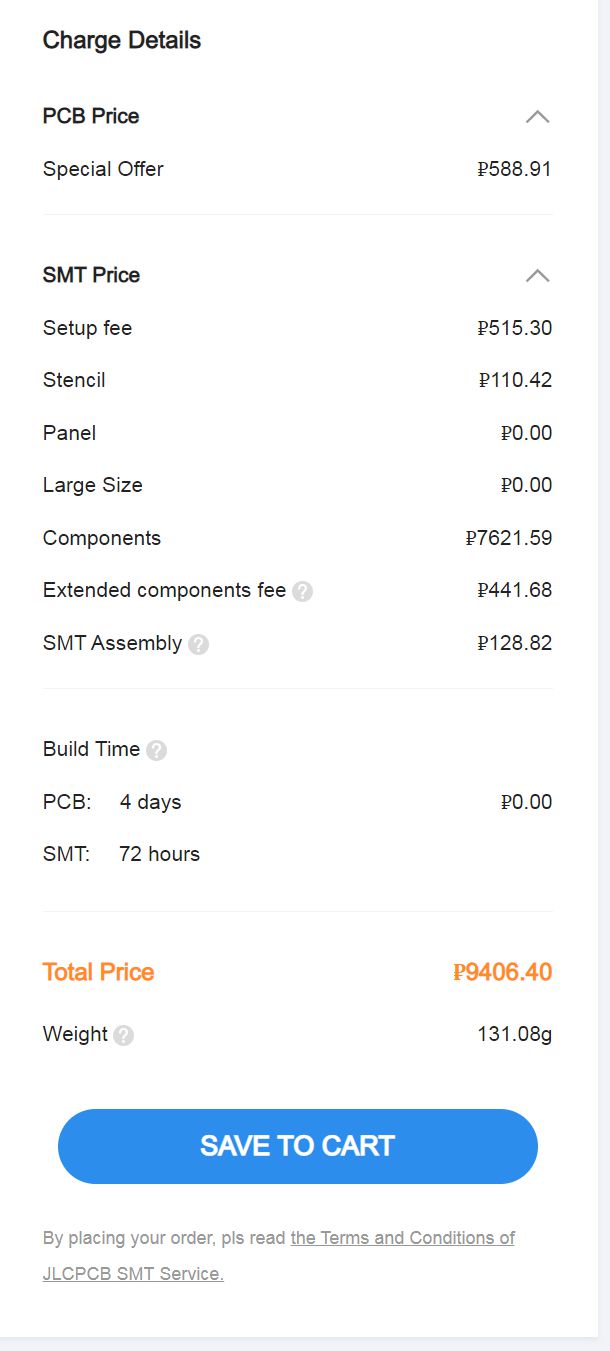 Charge Details
PCB Price
Special Offer ₽588.91
SMT Price
Setup fee ₽515.30
Stencil ₽110.42
Panel ₽0.00
Large Size ₽0.00
Components ₽7621.59
Extended components fee ? ₽441.68
SMT Assembly ? ₽128.82
Build Time ?
PCB: 4 days ₽0.00
SMT: 72 hours
Total Price ₽9406.40
Weight ? 131.08g
SAVE TO CART
By placing your order, pls read the Terms and Conditions of
JLCPCB SMT Service.